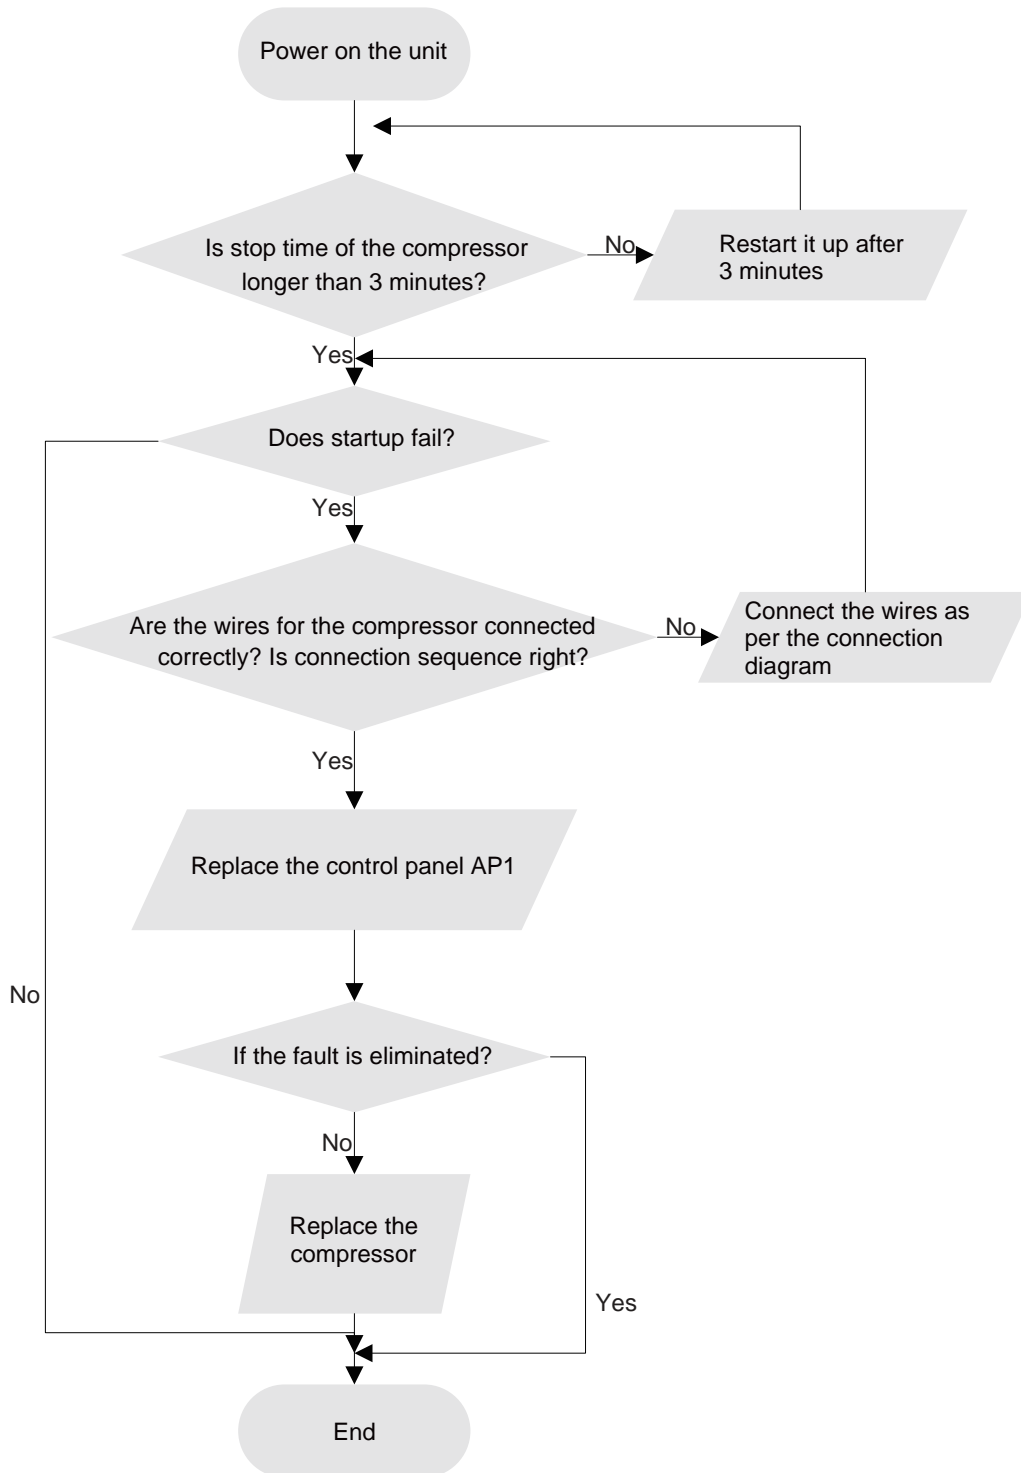 Power on the unit
Is stop time of the compressor
longer than 3 minutes?
No
Restart it up after
3 minutes
Yes
Does startup fail?
Yes
Are the wires for the compressor connected
correctly? Is connection sequence right?
No
Connect the wires as
per the connection
diagram
Yes
Replace the control panel AP1
No
If the fault is eliminated?
No
Replace the
compressor
Yes
End